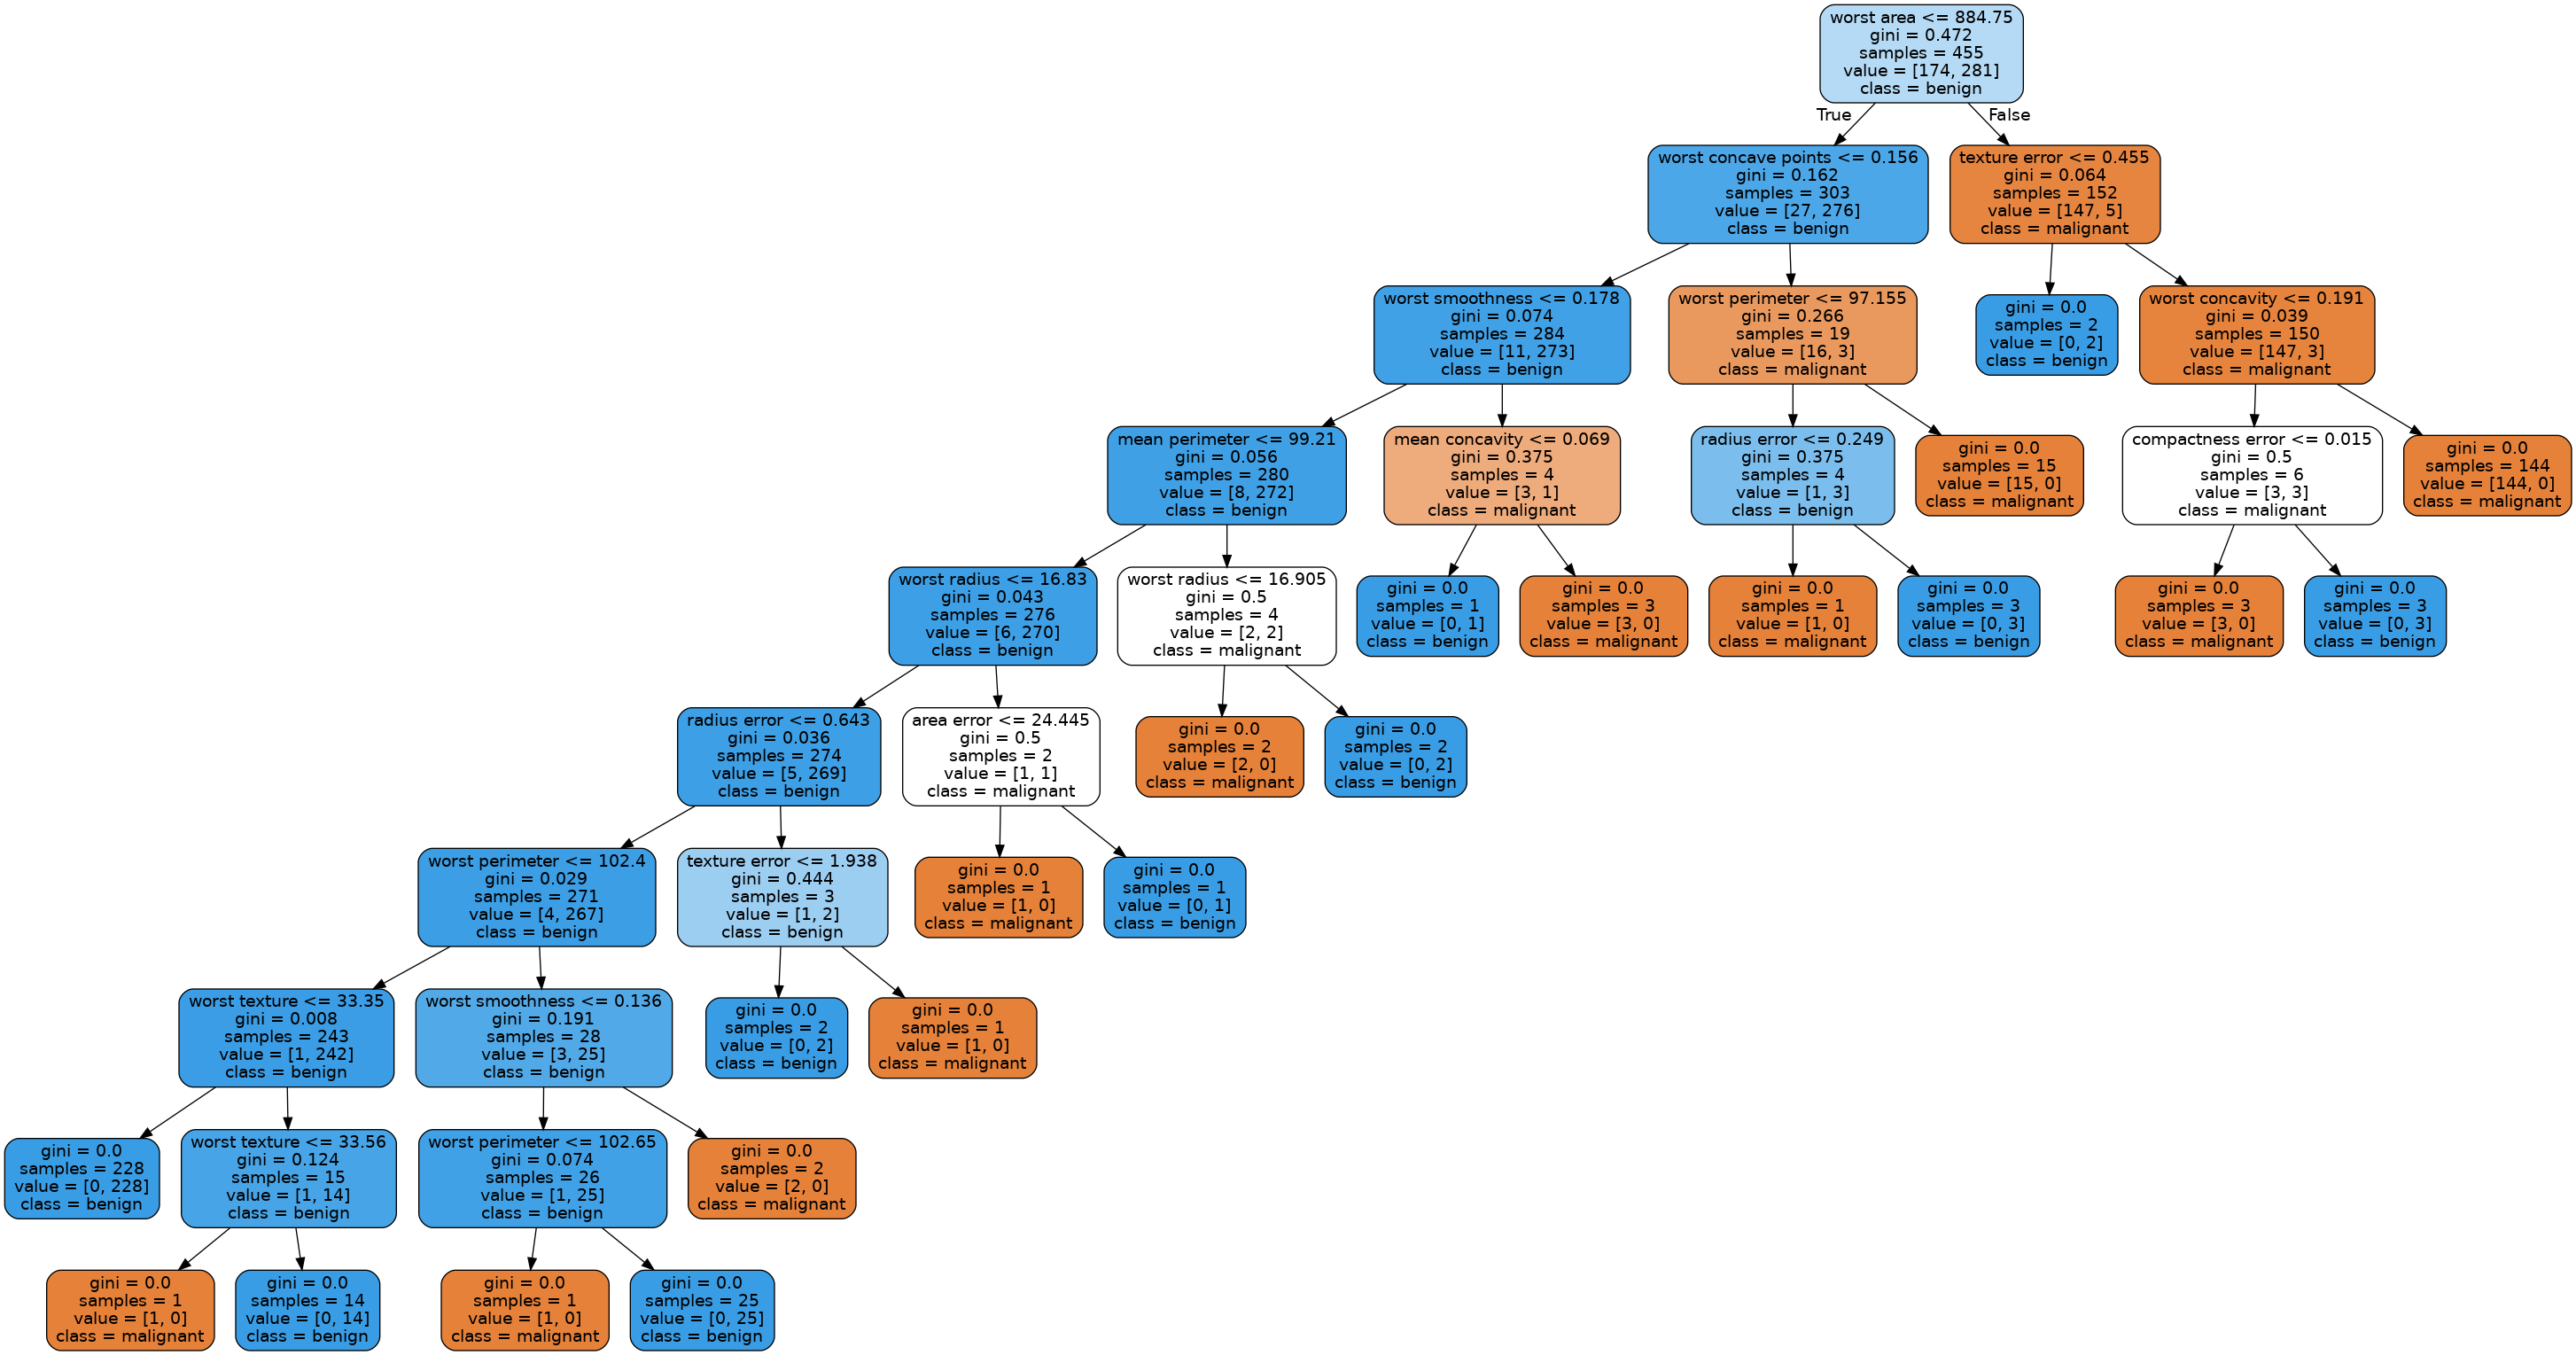 worst area <= 884.75
gini = 0.472
samples = 455
value = [174, 281]
class = benign
True
False
worst concave points <= 0.156
gini = 0.162
samples = 303
value = [27, 276]
class = benign
texture error <= 0.455
gini = 0.064
samples = 152
value = [147, 5]
class = malignant
worst smoothness <= 0.178
gini = 0.074
samples = 284
value = [11, 273]
class = benign
worst perimeter <= 97.155
gini = 0.266
samples = 19
value = [16, 3]
class = malignant
gini = 0.0
samples = 2
value = [0, 2]
class = benign
worst concavity <= 0.191
gini = 0.039
samples = 150
value = [147, 3]
class = malignant
mean perimeter <= 99.21
gini = 0.056
samples = 280
value = [8, 272]
class = benign
mean concavity <= 0.069
gini = 0.375
samples = 4
value = [3, 1]
class = malignant
radius error <= 0.249
gini = 0.375
samples = 4
value = [1, 3]
class = benign
gini = 0.0
samples = 15
value = [15, 0]
class = malignant
compactness error <= 0.015
gini = 0.5
samples = 6
value = [3, 3]
class = malignant
gini = 0.0
samples = 144
value = [144, 0]
class = malignant
worst radius <= 16.83
gini = 0.043
samples = 276
value = [6, 270]
class = benign
worst radius <= 16.905
gini = 0.5
samples = 4
value = [2, 2]
class = malignant
gini = 0.0
samples = 1
value = [0, 1]
class = benign
gini = 0.0
samples = 3
value = [3, 0]
class = malignant
gini = 0.0
samples = 1
value = [1, 0]
class = malignant
gini = 0.0
samples = 3
value = [0, 3]
class = benign
gini = 0.0
samples = 3
value = [3, 0]
class = malignant
gini = 0.0
samples = 3
value = [0, 3]
class = benign
radius error <= 0.643
gini = 0.036
samples = 274
value = [5, 269]
class = benign
area error <= 24.445
gini = 0.5
samples = 2
value = [1, 1]
class = malignant
gini = 0.0
samples = 2
value = [2, 0]
class = malignant
gini = 0.0
samples = 2
value = [0, 2]
class = benign
worst perimeter <= 102.4
gini = 0.029
samples = 271
value = [4, 267]
class = benign
texture error <= 1.938
gini = 0.444
samples = 3
value = [1, 2]
class = benign
gini = 0.0
samples = 1
value = [1, 0]
class = malignant
gini = 0.0
samples = 1
value = [0, 1]
class = benign
worst texture <= 33.35
gini = 0.008
samples = 243
value = [1, 242]
class = benign
worst smoothness <= 0.136
gini = 0.191
samples = 28
value = [3, 25]
class = benign
gini = 0.0
samples = 2
value = [0, 2]
class = benign
gini = 0.0
samples = 1
value = [1, 0]
class = malignant
gini = 0.0
samples = 228
value = [0, 228]
class = benign
worst texture <= 33.56
gini = 0.124
samples = 15
value = [1, 14]
class = benign
worst perimeter <= 102.65
gini = 0.074
samples = 26
value = [1, 25]
class = benign
gini = 0.0
samples = 2
value = [2, 0]
class = malignant
gini = 0.0
samples = 1
value = [1, 0]
class = malignant
gini = 0.0
samples = 14
value = [0, 14]
class = benign
gini = 0.0
samples = 1
value = [1, 0]
class = malignant
gini = 0.0
samples = 25
value = [0, 25]
class = benign